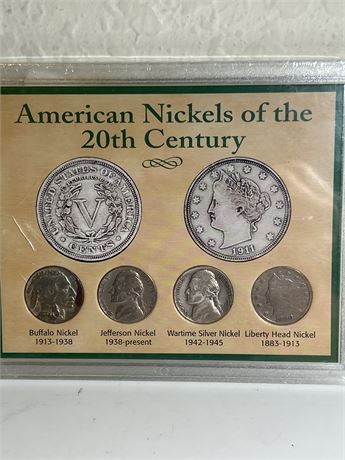 American Nickels of the
20th Century
UNITED STATES OF AMERICA
V
CENTS
1911
Buffalo Nickel
1913-1938
Jefferson Nickel
1938-present
Wartime Silver Nickel
1942-1945
Liberty Head Nickel
1883-1913